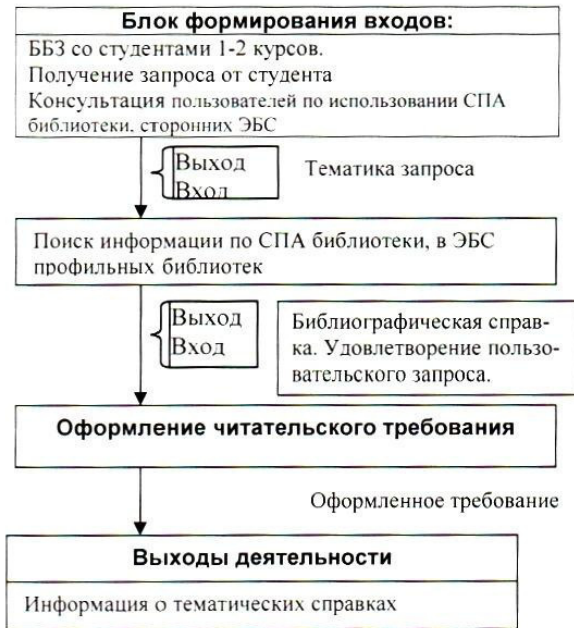 Блок формирования входов:
ББЗ со студентами 1-2 курсов.
Получение запроса от студента
Консультация пользователей по использовании СПА
библиотеки, сторонних ЭБС
Выход
Вход
Тематика запроса
Поиск информации по СПА библиотеки, в ЭБС
профильных библиотек
Выход
Вход
Библиографическая справ-
ка. Удовлетворение пользо-
вательского запроса.
Оформление читательского требования
Оформленное требование
Выходы деятельности
Информация о тематических справках